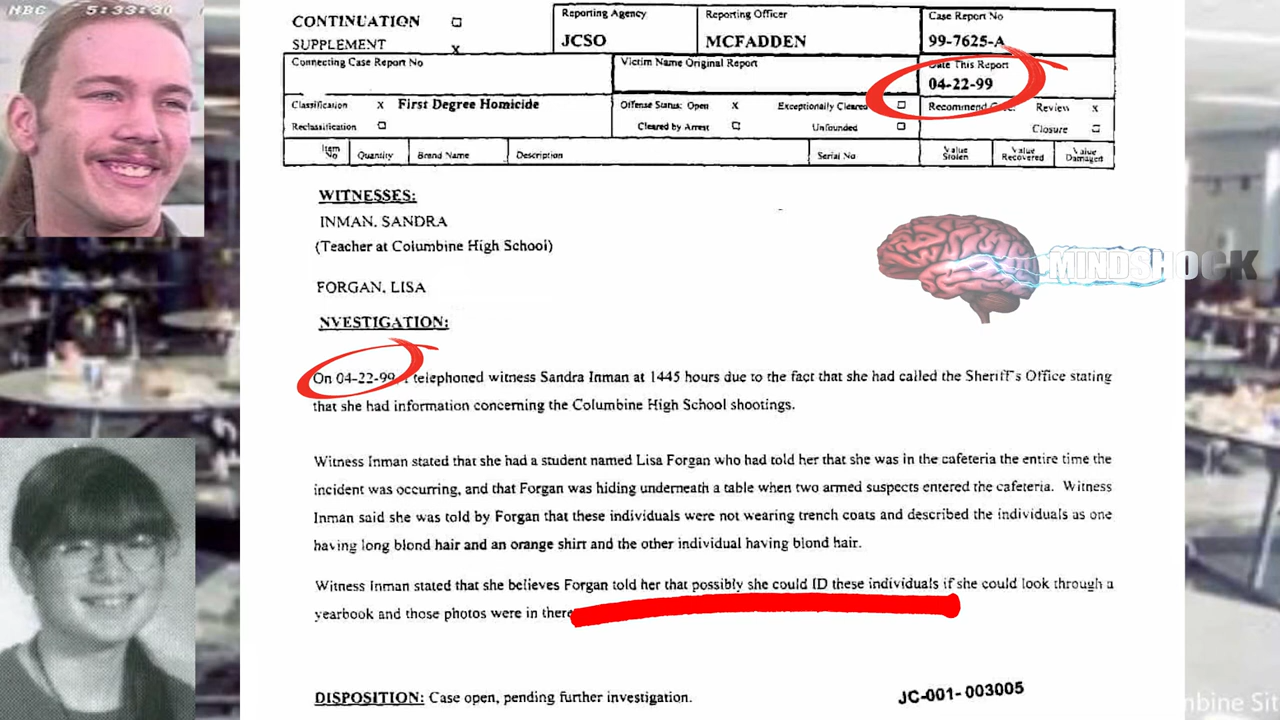 NBC 5:33:30
CONTINUATION
SUPPLEMENT x
Reporting Agency
JCSO
Reporting Officer
MCFADDEN
Case Report No
99-7625-A
Connecting Case Report No
Victim Name Original Report
Date This Report
04-22-99
Classification x First Degree Homicide
Offense Status: Open x Exceptionally Cleared
Recommend Review x
Reclassification
Cleared by Arrest Unfounded
Closure
Item No
Quantity
Brand Name
Description
Serial No
Value Stolen
Value Recovered
Value Damaged
WITNESSES:
INMAN, SANDRA
(Teacher at Columbine High School)
FORGAN, LISA
MINDSHOCK
NVESTIGATION:
On 04-22-99, I telephoned witness Sandra Inman at 1445 hours due to the fact that she had called the Sheriff's Office stating
that she had information concerning the Columbine High School shootings.
Witness Inman stated that she had a student named Lisa Forgan who had told her that she was in the cafeteria the entire time the
incident was occurring, and that Forgan was hiding underneath a table when two armed suspects entered the cafeteria. Witness
Inman said she was told by Forgan that these individuals were not wearing trench coats and described the individuals as one
having long blond hair and an orange shirt and the other individual having blond hair.
Witness Inman stated that she believes Forgan told her that possibly she could ID these individuals if she could look through a
yearbook and those photos were in there
DISPOSITION: Case open, pending further investigation.
JC-001-003005
mbine Sit